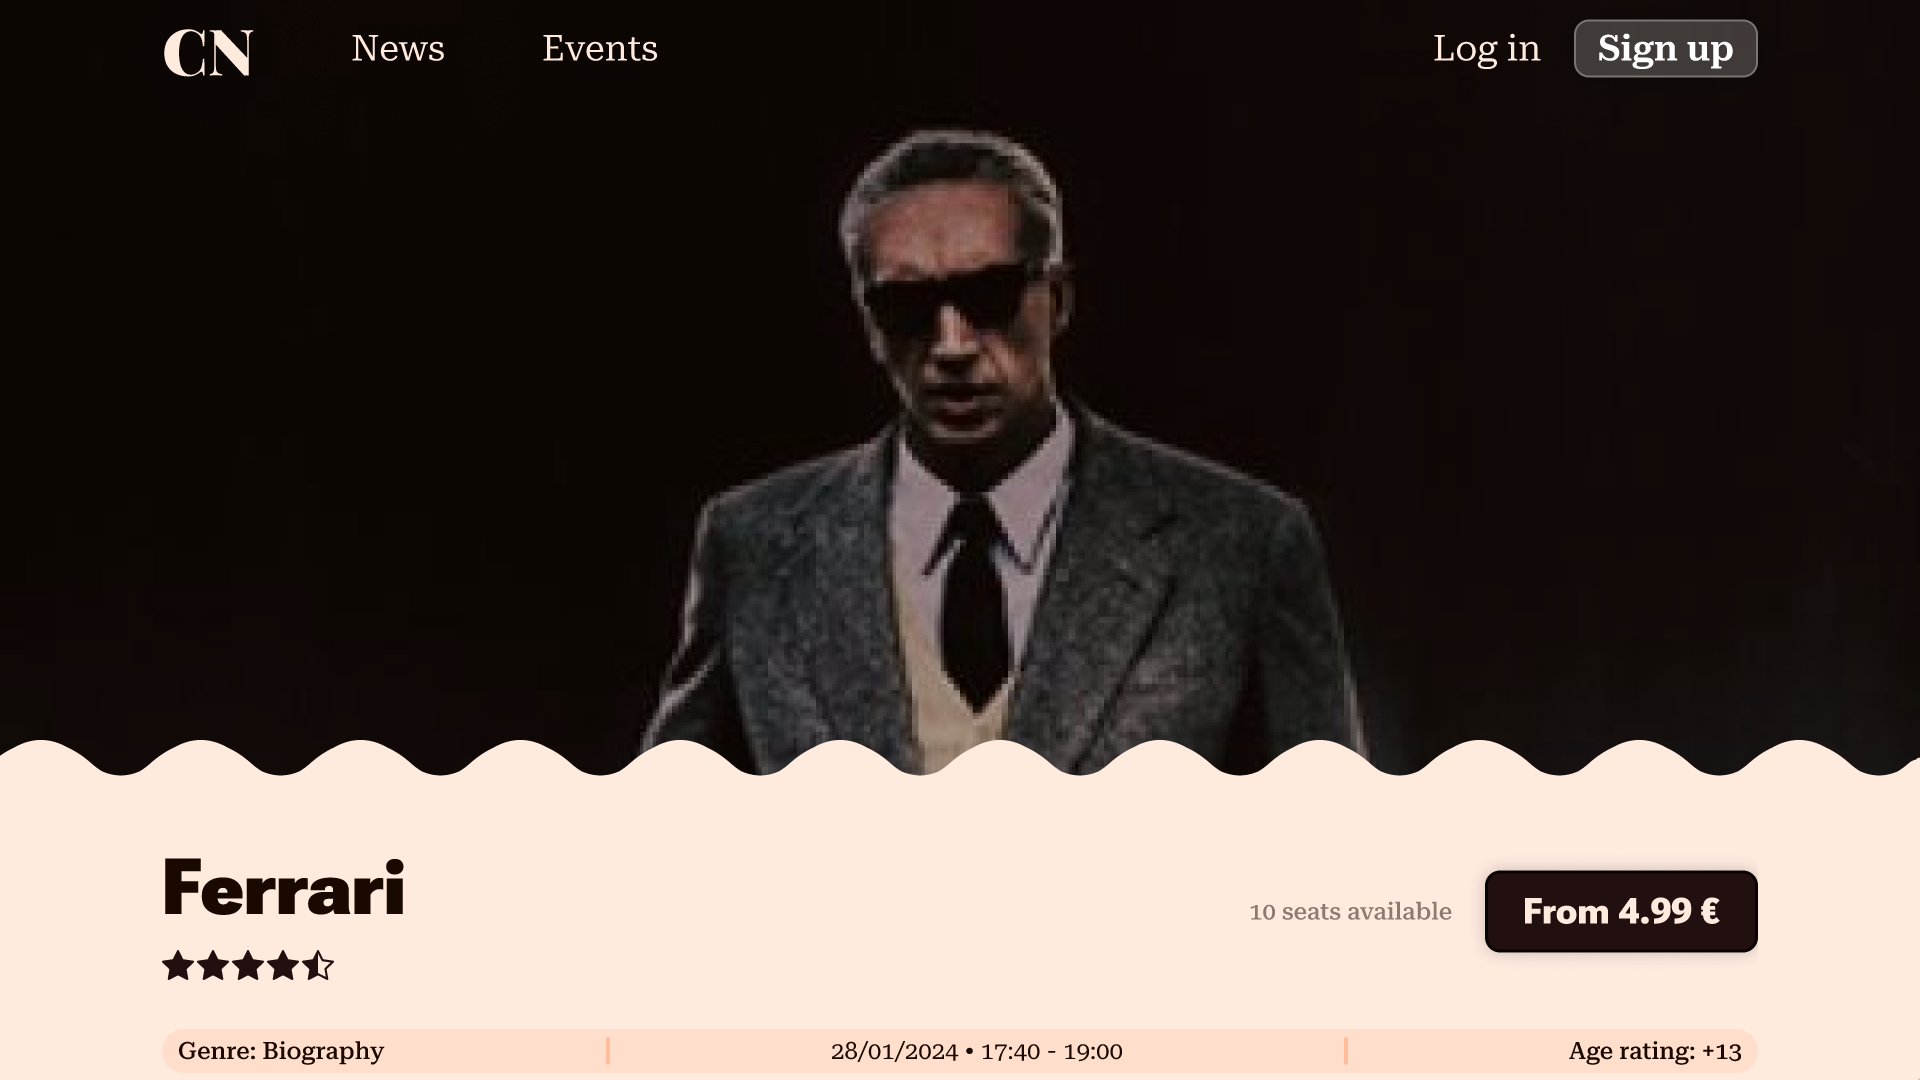 CN
News
Events
Log in
Sign up
Ferrari
10 seats available
From 4.99 €
Genre: Biography
28/01/2024 • 17:40 - 19:00
Age rating: +13